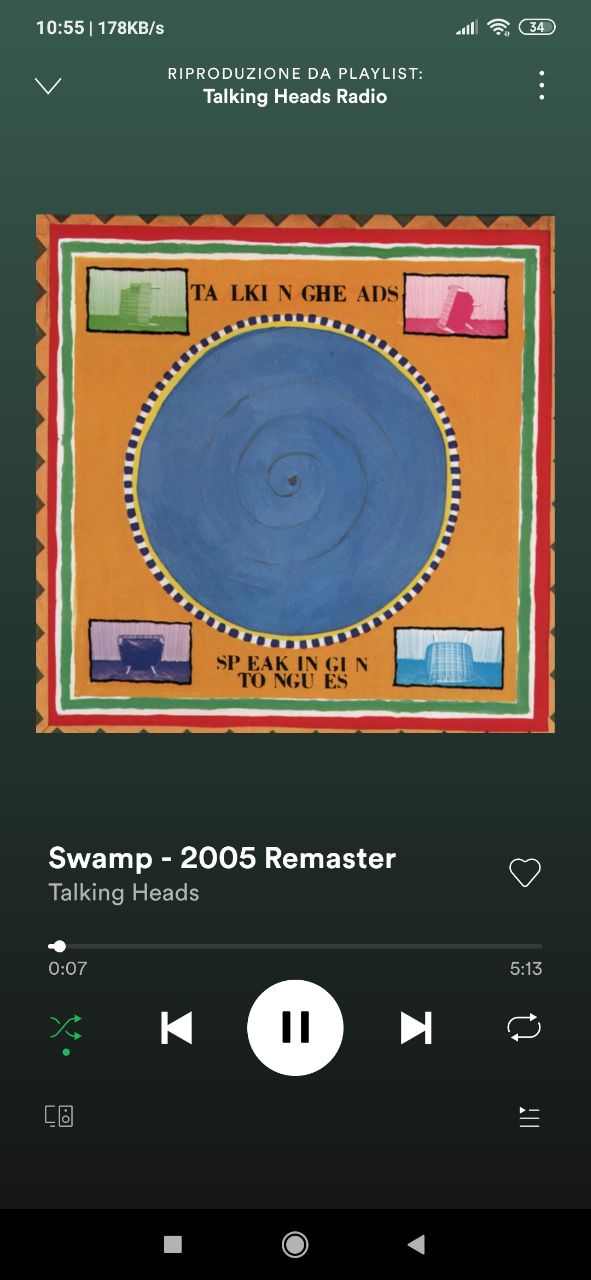 10:55 | 178KB/s
34
RIPRODUZIONE DA PLAYLIST:
Talking Heads Radio
TA LKI N GHE ADS
SP EAK IN GI N
TO NGU ES
Swamp - 2005 Remaster
Talking Heads
0:07
5:13